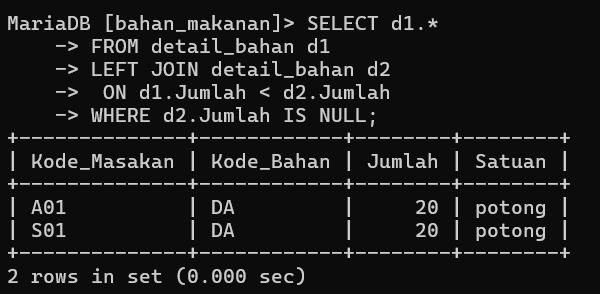 MariaDB [bahan_makanan]> SELECT d1.*
    -> FROM detail_bahan d1
    -> LEFT JOIN detail_bahan d2
    ->  ON d1.Jumlah < d2.Jumlah
    -> WHERE d2.Jumlah IS NULL;
+--------------+------------+--------+--------+
| Kode_Masakan | Kode_Bahan | Jumlah | Satuan |
+--------------+------------+--------+--------+
| A01          | DA         |     20 | potong |
| S01          | DA         |     20 | potong |
+--------------+------------+--------+--------+
2 rows in set (0.000 sec)